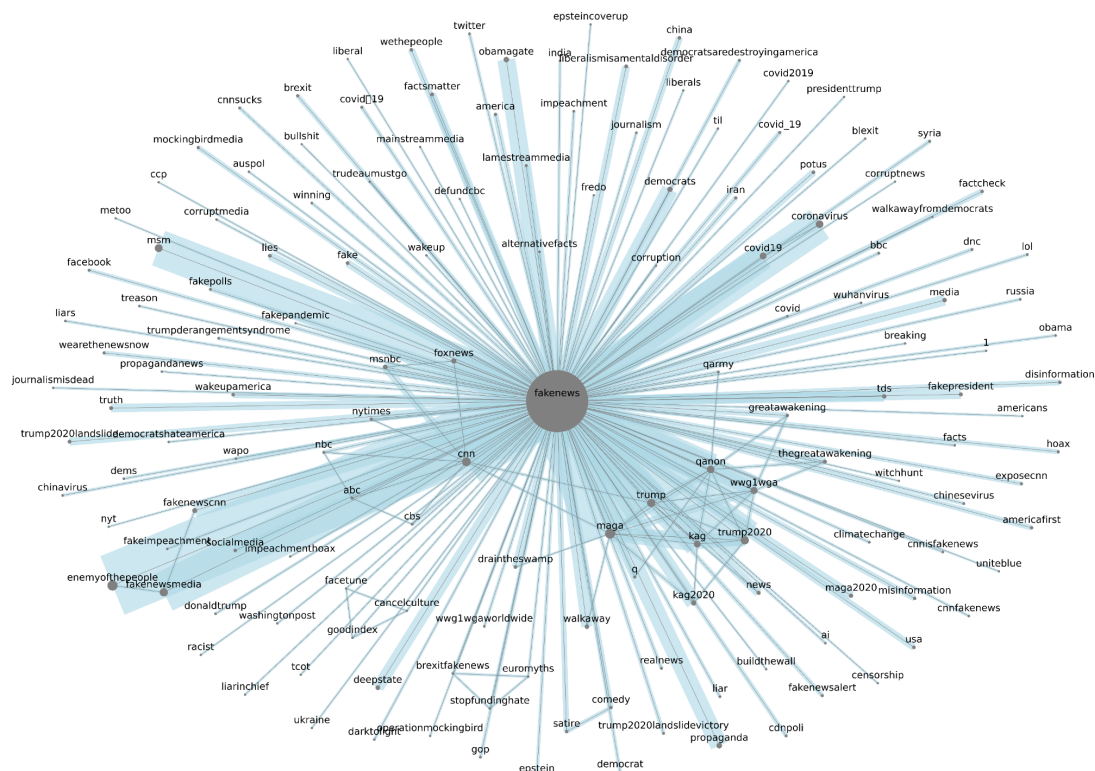 epsteincoverup
twitter
china
wethepeople
liberal
obamagate
india
liberalismisamentaldisorder
democratsaredestroyingamerica
covid2019
factsmatter
liberals
presidenttrump
brexit
covid▯19
cnnsucks
america
impeachment
journalism
til
covid_19
blexit
syria
mockingbirdmedia
bullshit
mainstreammedia
lamestreammedia
auspol
trudeaumustgo
potus
corruptnews
ccp
winning
defundcbc
fredo
democrats
iran
factcheck
metoo
corruptmedia
coronavirus
walkawayfromdemocrats
msm
lies
fake
wakeup
alternativefacts
corruption
covid19
bbc
dnc
lol
facebook
fakepolls
treason
fakepandemic
covid
wuhanvirus
media
russia
liars
trumpderangementsyndrome
breaking
1
obama
wearethenewsnow
propagandanews
msnbc
foxnews
qarmy
journalismisdead
wakeupamerica
fakenews
tds
fakepresident
disinformation
truth
nytimes
greatawakening
americans
trump2020landslide
democratshateamerica
wapo
nbc
cnn
facts
hoax
dems
qanon
thegreatawakening
witchhunt
exposecnn
chinavirus
abc
wwg1wga
chinesevirus
fakenewscnn
trump
nyt
cbs
maga
americafirst
fakeimpeachment
socialmedia
impeachmenthoax
draintheswamp
kag
trump2020
climatechange
cnnisfakenews
enemyofthepeople
fakenewsmedia
facetune
q
news
uniteblue
donaldtrump
washingtonpost
cancelculture
kag2020
maga2020
misinformation
goodindex
wwg1wgaworldwide
walkaway
cnnfakenews
racist
ai
usa
tcot
brexitfakenews
euromyths
realnews
buildthewall
liarinchief
deepstate
liar
fakenewsalert
censorship
stopfundinghate
comedy
ukraine
darktolight
operationmockingbird
satire
trump2020landslidevictory
cdnpoli
propaganda
gop
epstein
democrat